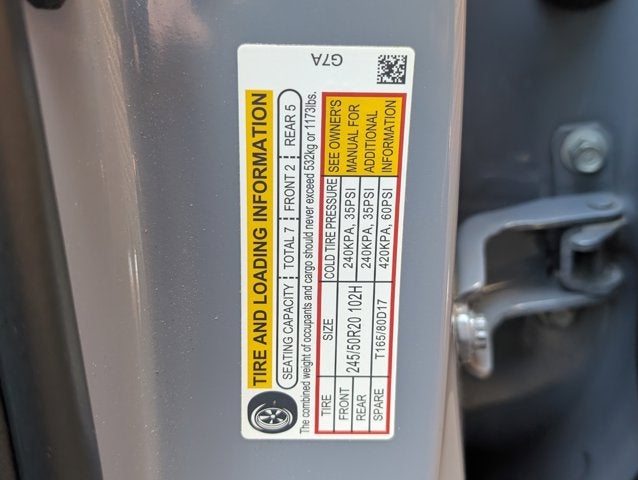 G7A
TIRE AND LOADING INFORMATION
SEATING CAPACITY TOTAL 7 FRONT 2 REAR 5
The combined weight of occupants and cargo should never exceed 532kg or 1173lbs.
TIRE SIZE COLD TIRE PRESSURE SEE OWNER'S
FRONT 245/50R20 102H 240KPA, 35PSI MANUAL FOR
REAR 240KPA, 35PSI ADDITIONAL
SPARE T165/80D17 420KPA, 60PSI INFORMATION